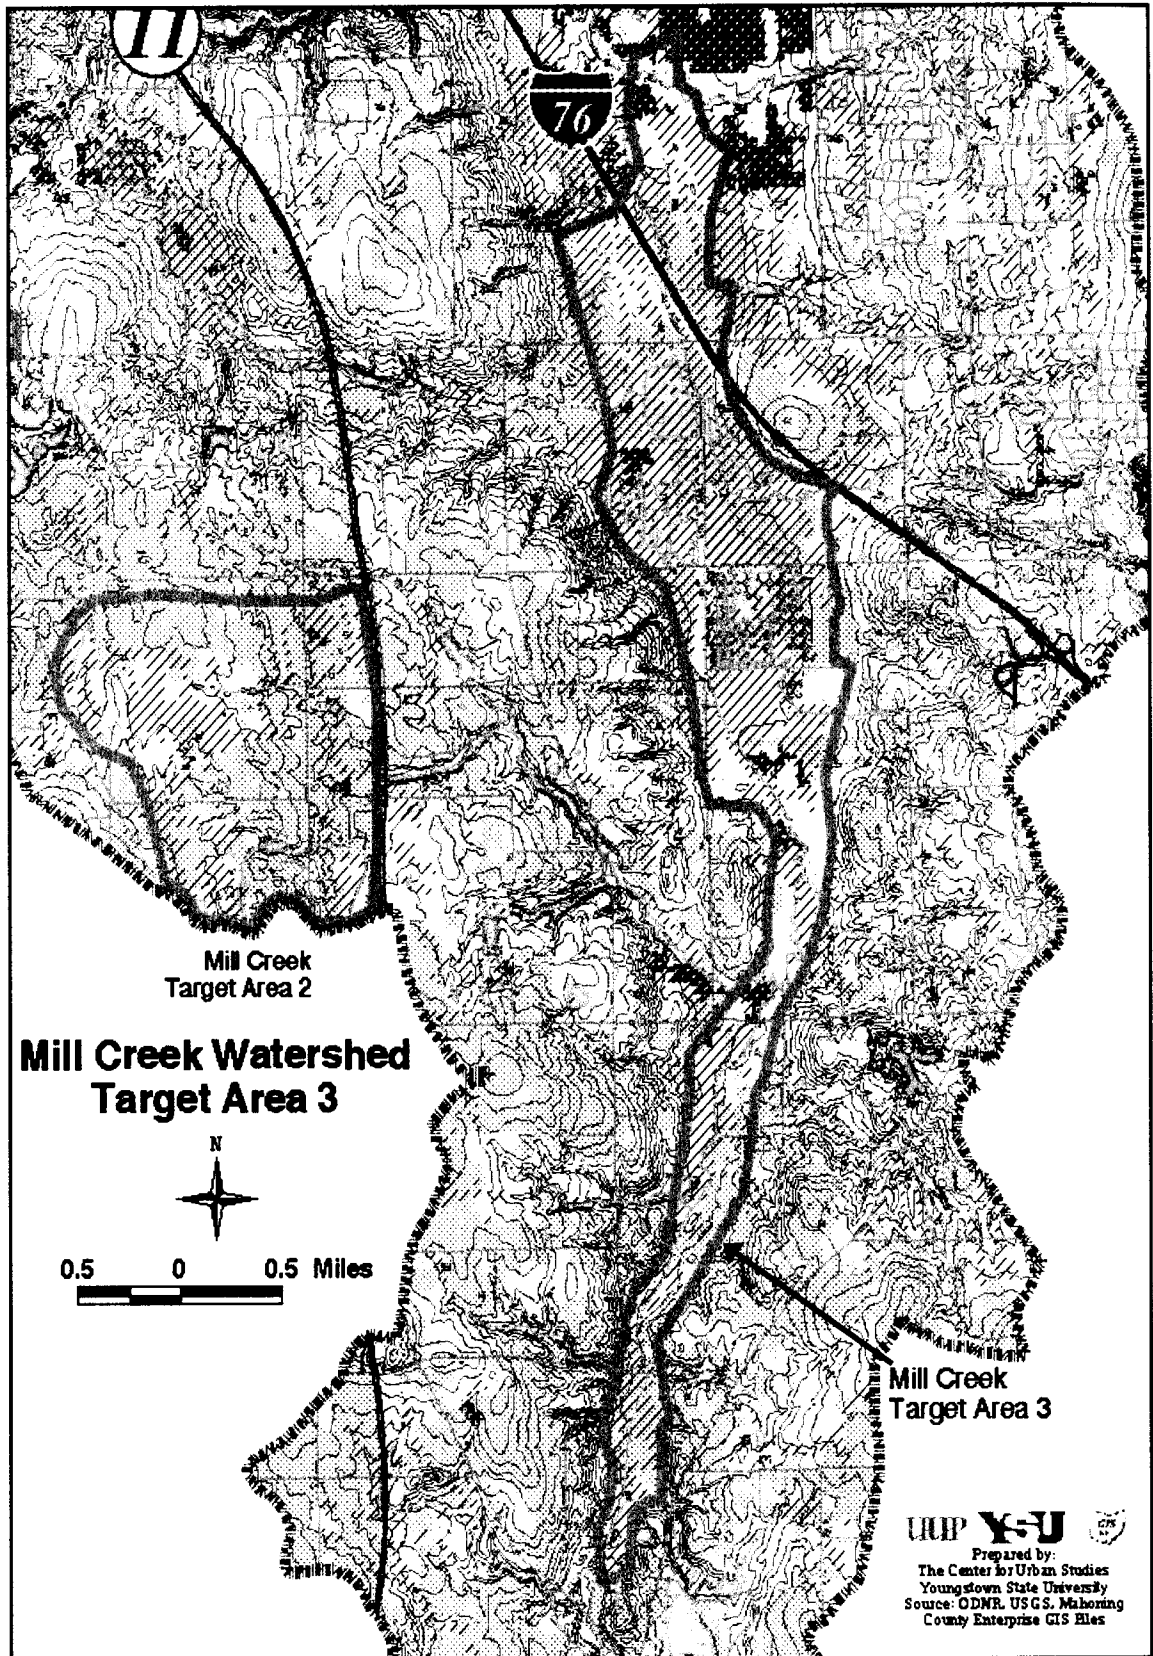 11
76
Mill Creek
Target Area 2
Mill Creek Watershed
Target Area 3
N
0.5 0 0.5 Miles
Mill Creek
Target Area 3
UUIP YSU
Prepared by:
The Center for Urban Studies
Youngstown State University
Source: ODNR, USGS, Mahoning
County Enterprise GIS Files